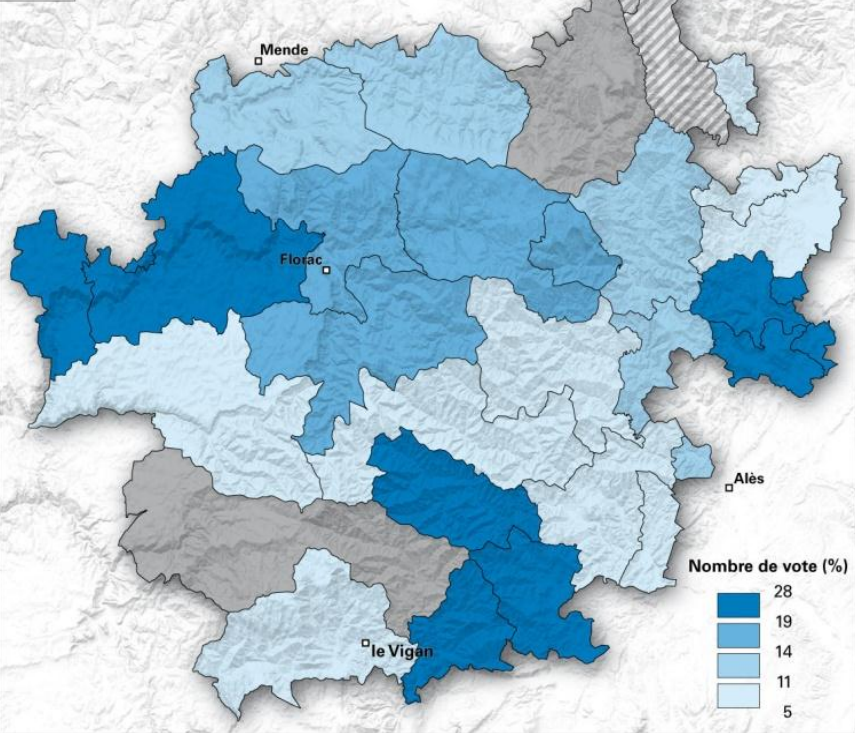 Mende
Florac
Alès
le Vigan
Nombre de vote (%)
28
19
14
11
5